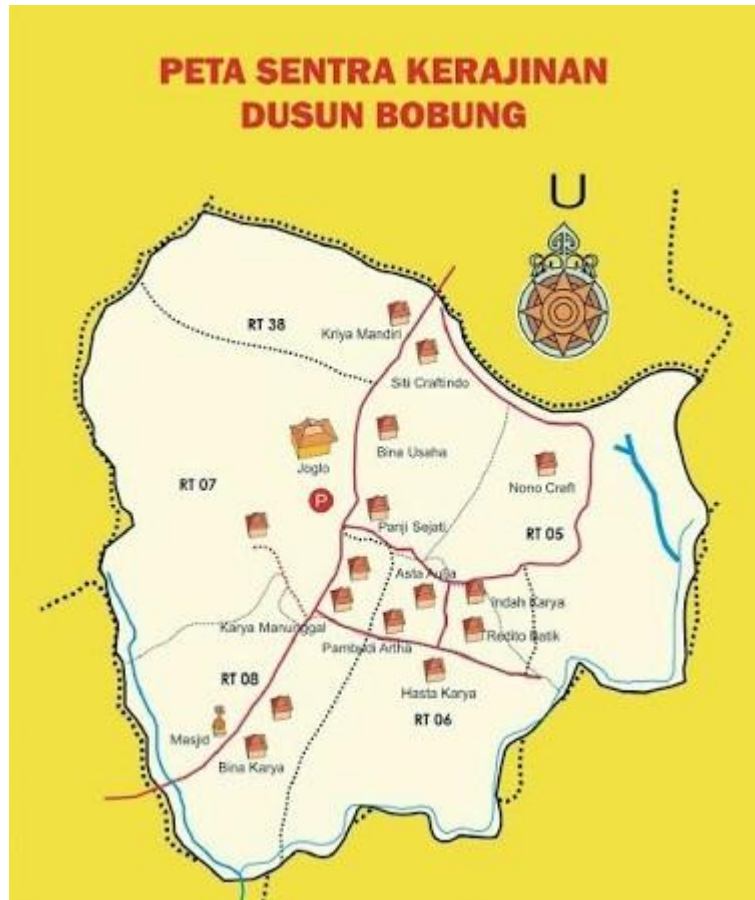 PETA SENTRA KERAJINAN
DUSUN BOBUNG
U
RT 38
Kriya Mandiri
Siti Craftindo
Bina Usaha
Joglo
RT 07
P
Nono Craft
Panji Sejati
RT 05
Asta Aulia
Indah Karya
Karya Manunggal
Pambudi Artha
Redito Batik
RT 08
Hasta Karya
RT 06
Masjid
Bina Karya